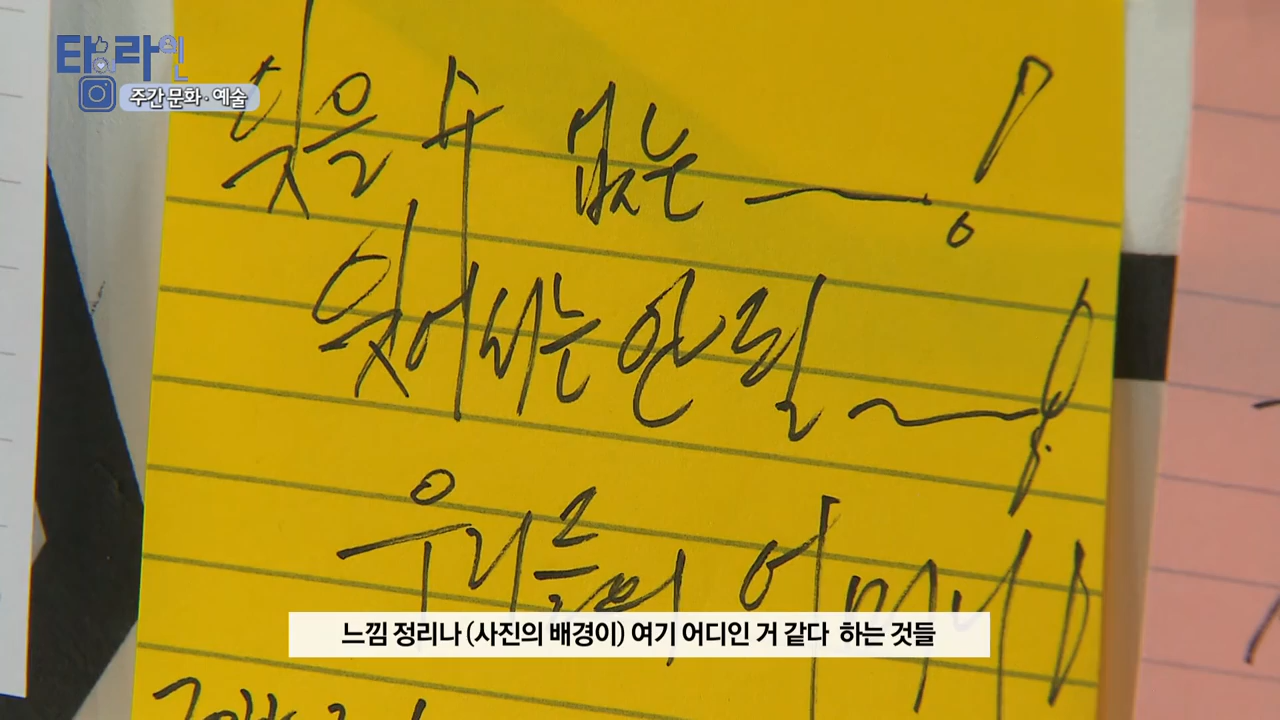 탐라인
주간 문화·예술
잊을 수 없는 ~!
잊어서는 안 될 ~!
우리들의 어머니!
느낌 정리나 (사진의 배경이) 여기 어디인 거 같다 하는 것들